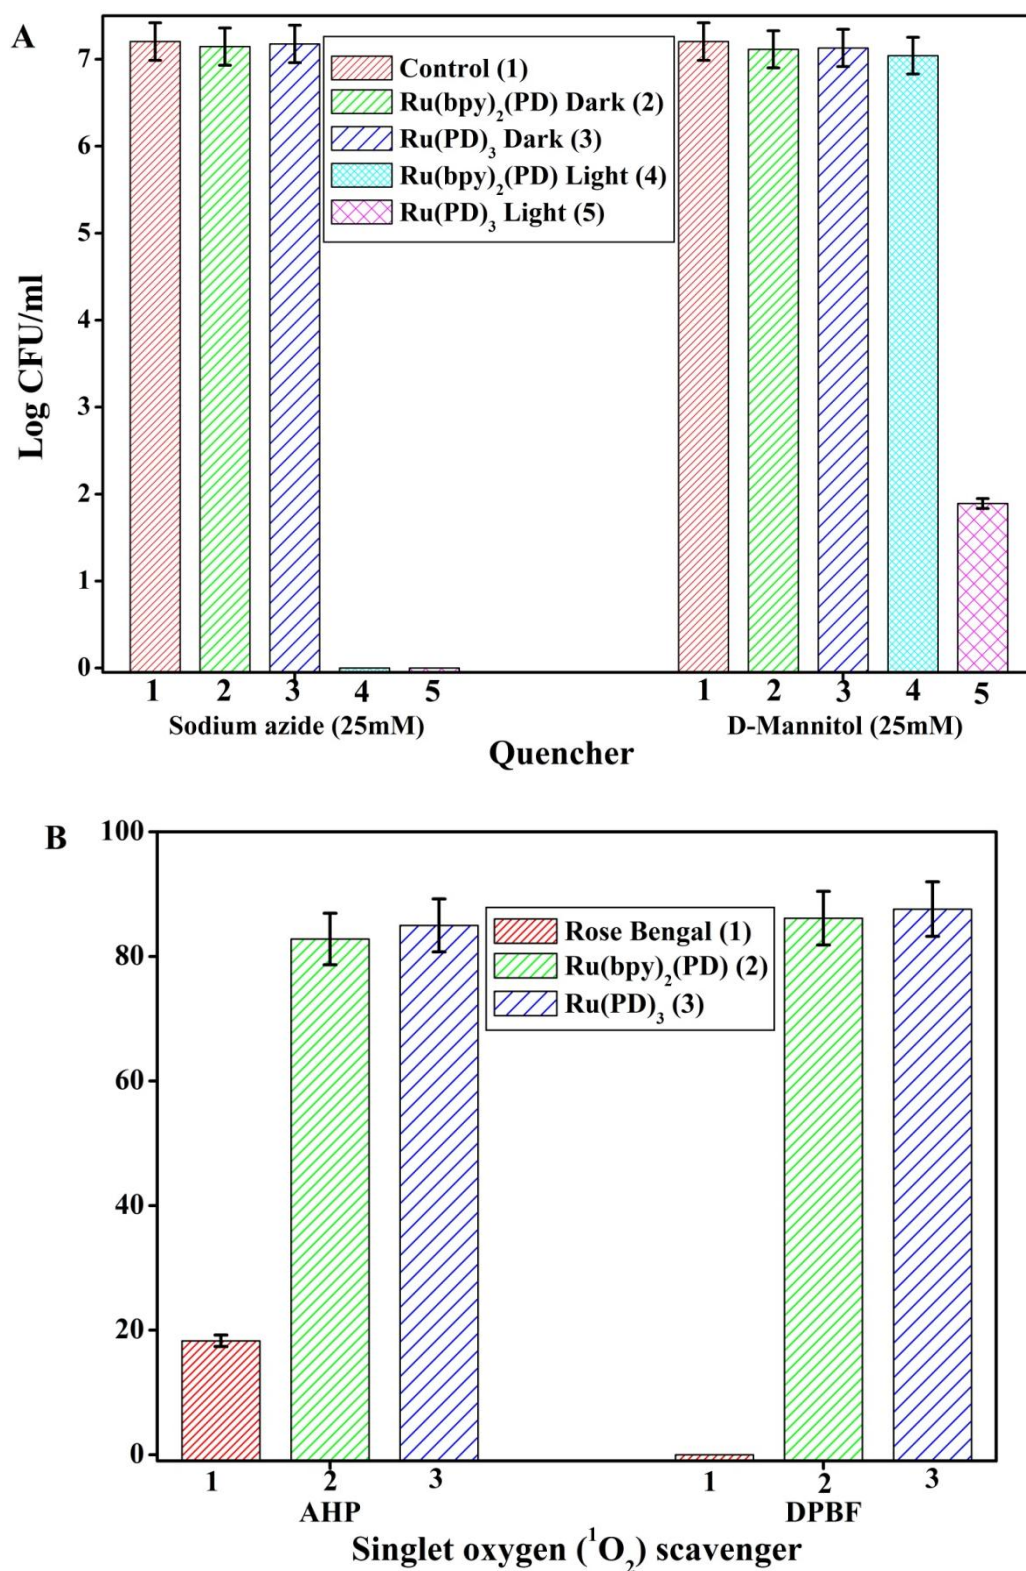 A
7
6
5
4
3
2
1
0
Log CFU/ml
Control (1)
Ru(bpy)₂(PD) Dark (2)
Ru(PD)₃ Dark (3)
Ru(bpy)₂(PD) Light (4)
Ru(PD)₃ Light (5)
1 2 3 4 5 1 2 3 4 5
Sodium azide (25mM) D-Mannitol (25mM)
Quencher
B
100
80
60
40
20
0
Rose Bengal (1)
Ru(bpy)₂(PD) (2)
Ru(PD)₃ (3)
1 2 3 1 2 3
AHP DPBF
Singlet oxygen (¹O₂) scavenger